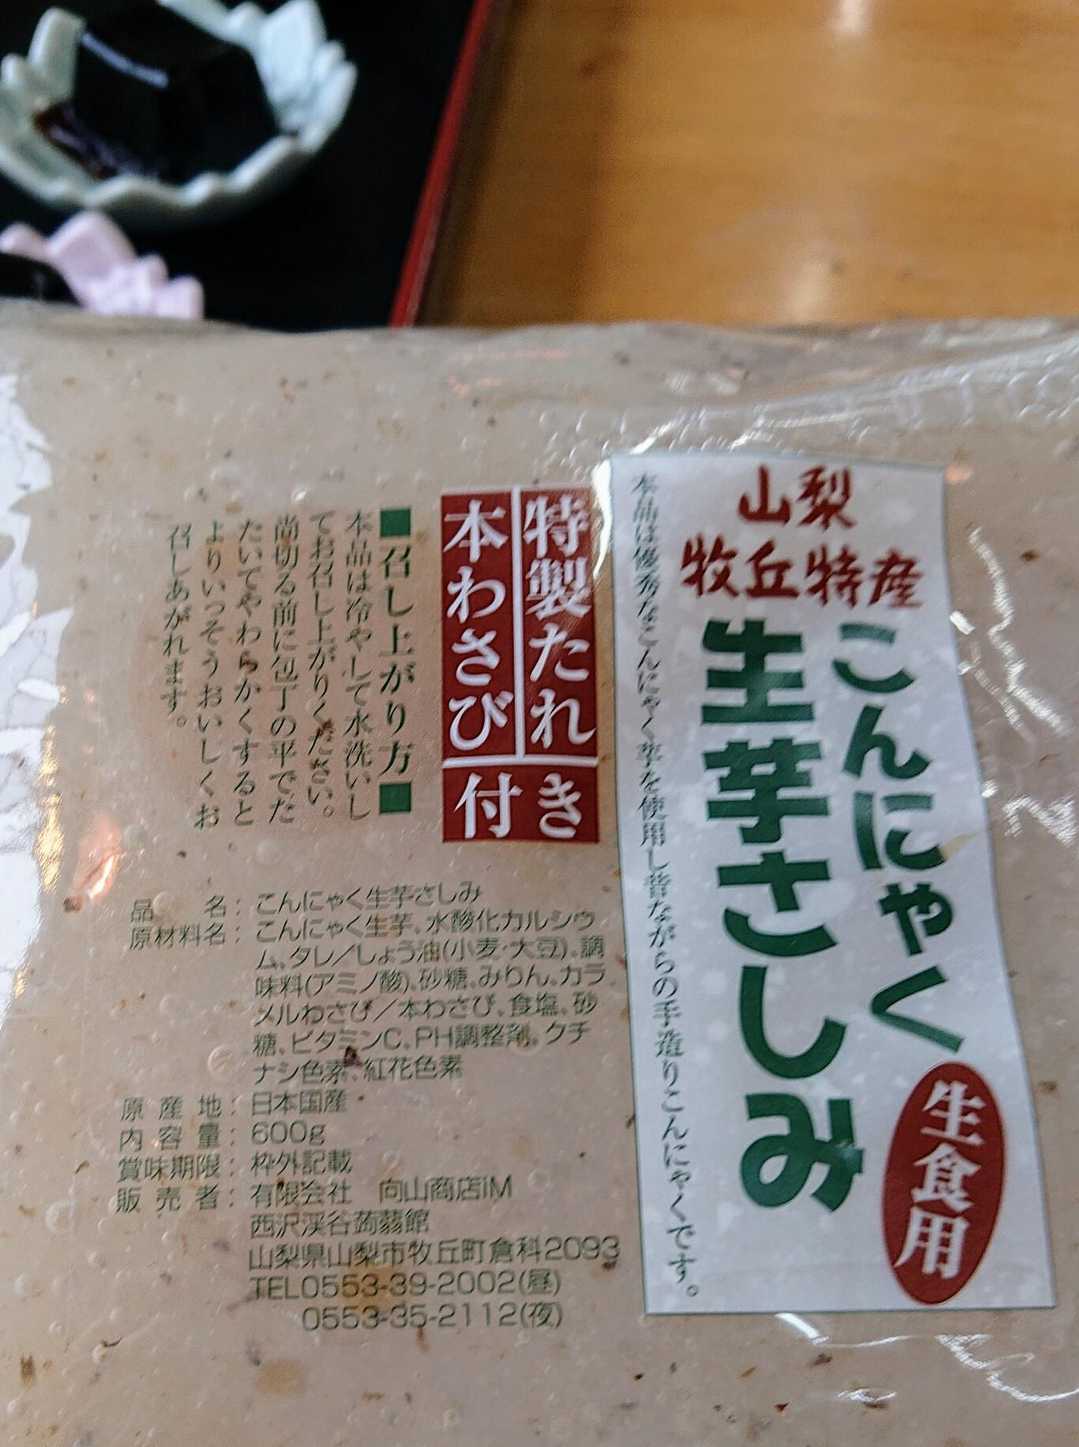 山梨
牧丘特産
こんにゃく
生芋さしみ
生食用
本品は優秀なこんにゃく芋を使用し昔ながらの手造りこんにゃくです。
特製たれ
本わさび
付き
■召し上がり方■
本品は冷やして水洗いし
てお召し上がりください。
尚切る前に包丁の平でた
たいてやわらかくすると
よりいっそうおいしくお
召しあがれます。
品名：こんにゃく生芋さしみ
原材料名：こんにゃく生芋、水酸化カルシウ
ム、タレ／しょう油(小麦・大豆)、調
味料(アミノ酸)、砂糖、みりん、カラ
メルわさび／本わさび、食塩、砂
糖、ビタミンC、PH調整剤。クチ
ナシ色素、紅花色素
原産地：日本国産
内容量：600g
賞味期限：枠外記載
販売者：有限会社 向山商店IM
西沢渓谷蒟蒻館
山梨県山梨市牧丘町倉科2093
TEL0553-39-2002(昼)
0553-35-2112(夜)